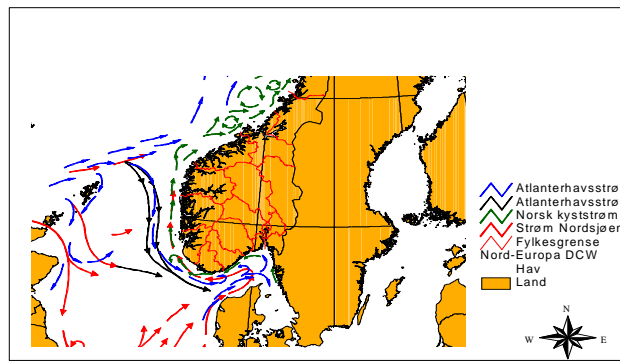 Atlanterhavsstrø
Atlanterhavsstrø
Norsk kyststrøm
Strøm Nordsjøer
Fylkesgrense
Nord-Europa DCW
Hav
Land
N
W E
S